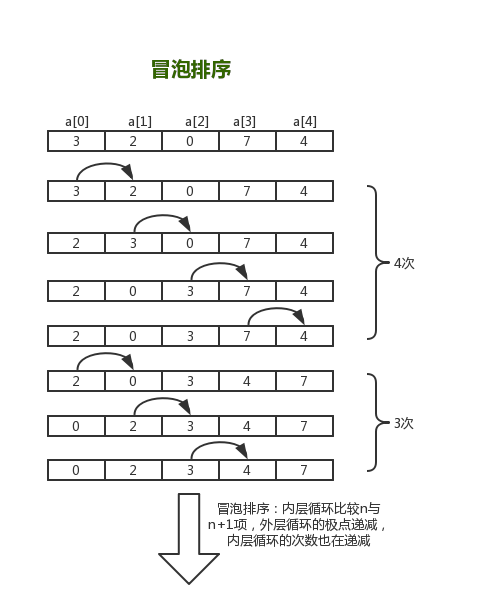 冒泡排序
a[0] a[1] a[2] a[3] a[4]
3 2 0 7 4
3 2 0 7 4
2 3 0 7 4
4次
2 0 3 7 4
2 0 3 7 4
2 0 3 4 7
0 2 3 4 7
3次
0 2 3 4 7
冒泡排序：内层循环比较n与
n+1项，外层循环的极点递减，
内层循环的次数也在递减